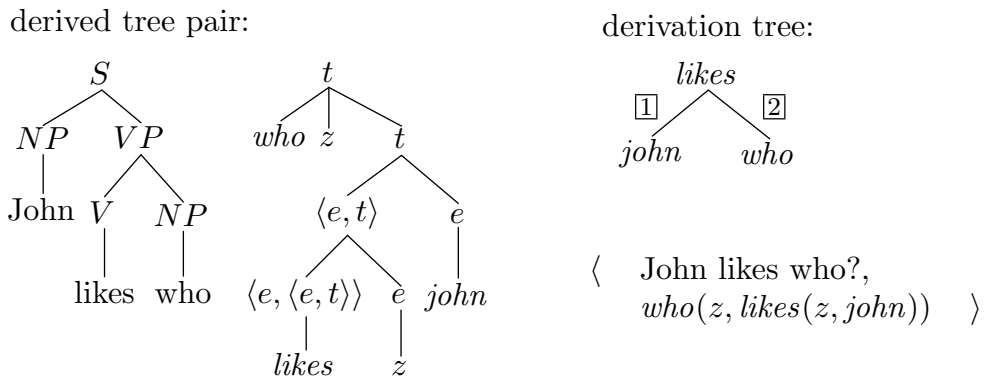 derived tree pair:
derivation tree:
S t likes
1 2
NP VP who z t john who
John V NP ⟨e, t⟩ e
likes who ⟨e, ⟨e, t⟩⟩ e john
likes z
⟨ John likes who?,
who(z, likes(z, john)) ⟩